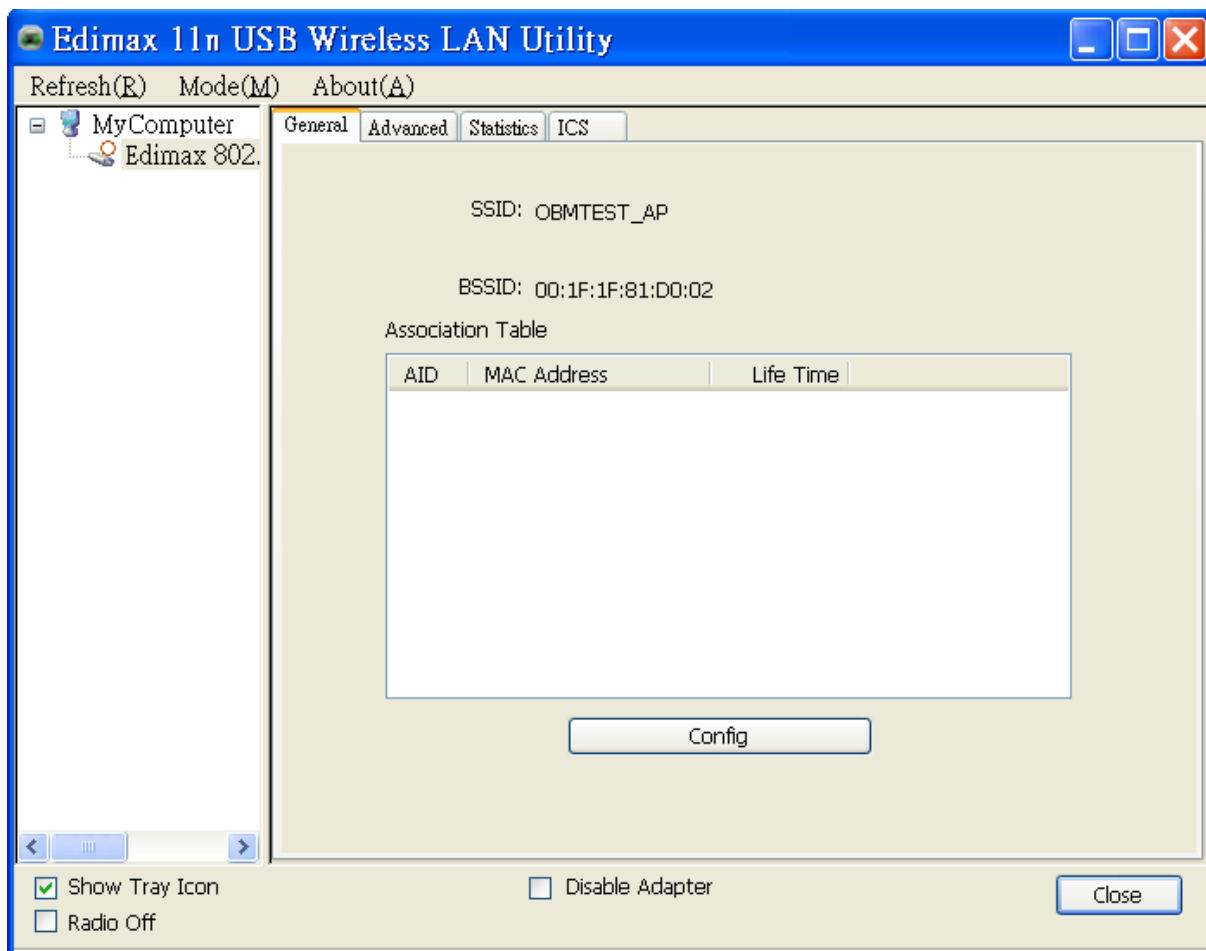 Edimax 11n USB Wireless LAN Utility
Refresh(R) Mode(M) About(A)
MyComputer
Edimax 802.
General Advanced Statistics ICS
SSID: OBMTEST_AP
BSSID: 00:1F:1F:81:D0:02
Association Table
AID MAC Address Life Time
Config
Show Tray Icon
Radio Off
Disable Adapter
Close